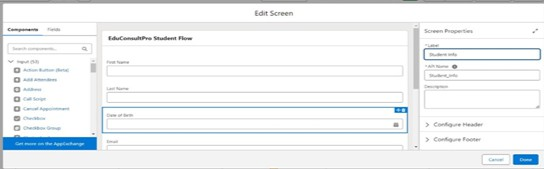 Edit Screen
Components Fields
Search components...
Input (53)
Action Button (Beta)
Add Attendees
Address
Call Script
Cancel Appointment
Checkbox
Checkbox Group
Get more on the AppExchange
EduConsultPro Student Flow
First Name
Last Name
Date of Birth
Email
Screen Properties
* Label
Student Info
* API Name
Student_Info
Description
Configure Header
Configure Footer
Cancel Done